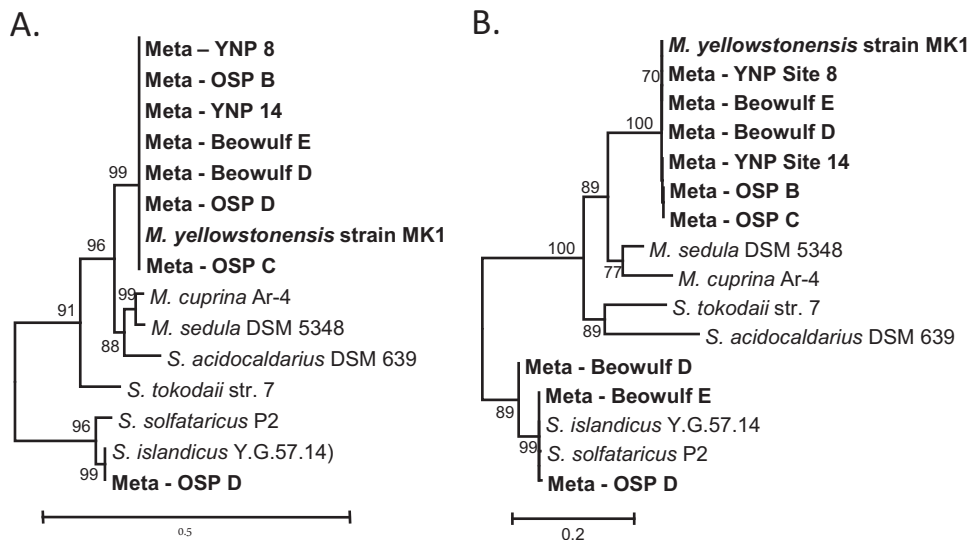 A.
Meta – YNP 8
Meta - OSP B
Meta - YNP 14
Meta - Beowulf E
Meta - Beowulf D
Meta - OSP D
M. yellowstonensis strain MK1
Meta - OSP C
M. cuprina Ar-4
M. sedula DSM 5348
S. acidocaldarius DSM 639
S. tokodaii str. 7
S. solfataricus P2
S. islandicus Y.G.57.14)
Meta - OSP D
99
96
99
91
88
96
99
0.5
B.
M. yellowstonensis strain MK1
Meta - YNP Site 8
Meta - Beowulf E
Meta - Beowulf D
Meta - YNP Site 14
Meta - OSP B
Meta - OSP C
M. sedula DSM 5348
M. cuprina Ar-4
S. tokodaii str. 7
S. acidocaldarius DSM 639
Meta - Beowulf D
Meta - Beowulf E
S. islandicus Y.G.57.14
S. solfataricus P2
Meta - OSP D
70
100
89
100
77
89
89
99
0.2